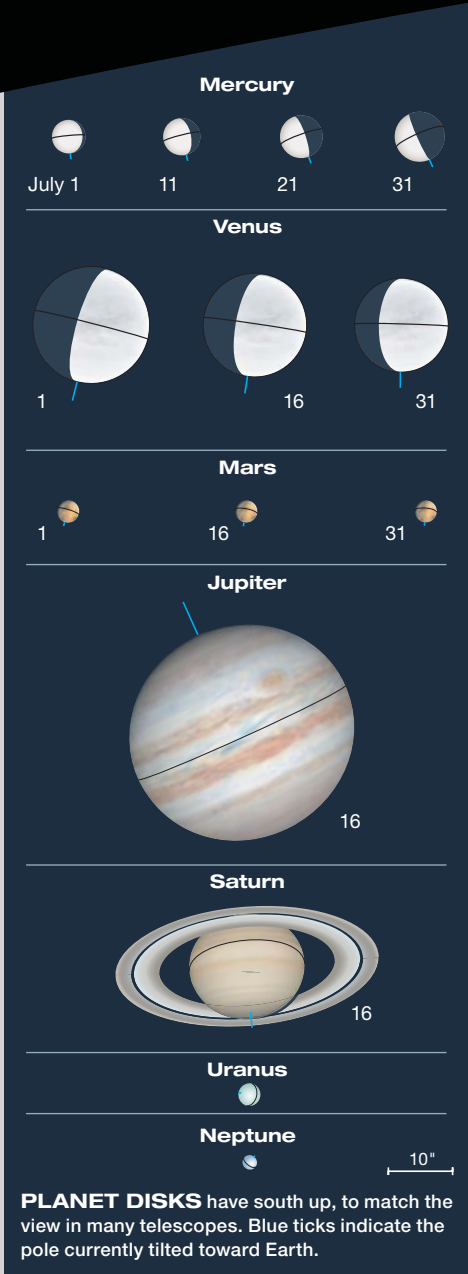 Mercury
July 1 11 21 31
Venus
1 16 31
Mars
1 16 31
Jupiter
16
Saturn
16
Uranus
Neptune
10"
PLANET DISKS have south up, to match the
view in many telescopes. Blue ticks indicate the
pole currently tilted toward Earth.